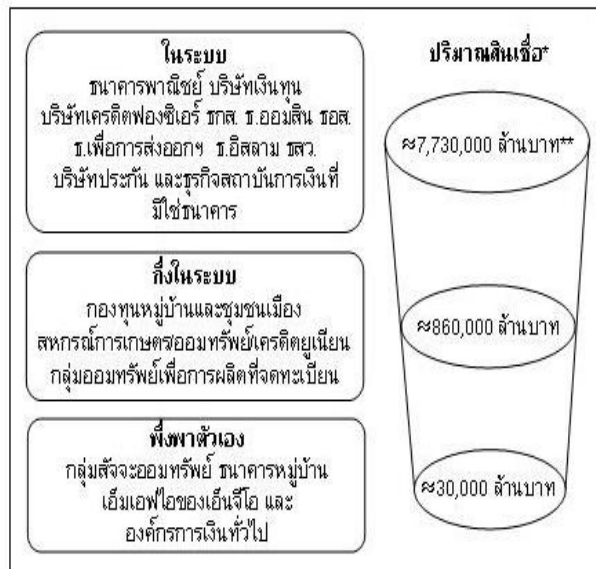 ในระบบ
ธนาคารพาณิชย์ บริษัทเงินทุน
บริษัทเครดิตฟองซิเอร์ ธกส. ธ.ออมสิน ธอส.
ธ.เพื่อการส่งออกฯ ธ.อิสลาม ธสว.
บริษัทประกัน และธุรกิจสถาบันการเงินที่
มิใช่ธนาคาร
กึ่งในระบบ
กองทุนหมู่บ้านและชุมชนเมือง
สหกรณ์การเกษตร/ออมทรัพย์/เครดิตยูเนียน
กลุ่มออมทรัพย์เพื่อการผลิตที่จดทะเบียน
พึ่งพาตัวเอง
กลุ่มสัจจะออมทรัพย์ ธนาคารหมู่บ้าน
เอ็มเอฟไอของเอ็นจีโอ และ
องค์กรการเงินทั่วไป
ปริมาณสินเชื่อ*
≈7,730,000 ล้านบาท**
≈860,000 ล้านบาท
≈30,000 ล้านบาท